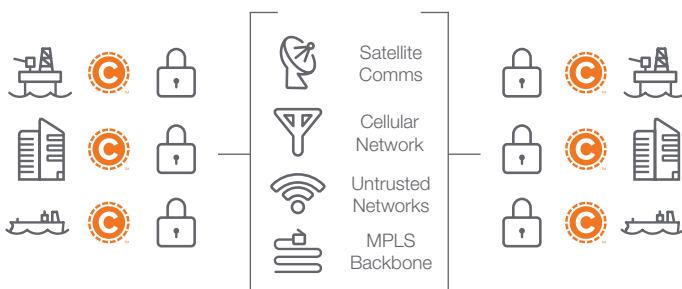 C
C
C
Satellite
Comms
Cellular
Network
Untrusted
Networks
MPLS
Backbone
C
C
C